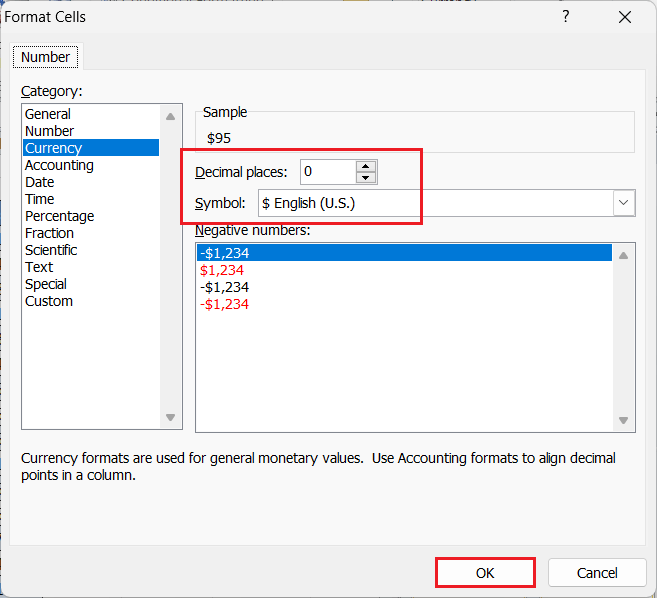 Format Cells
?
Number
Category:
General
Number
Currency
Accounting
Date
Time
Percentage
Fraction
Scientific
Text
Special
Custom
Sample
$95
Decimal places: 0
Symbol: $ English (U.S.)
Negative numbers:
-$1,234
$1,234
-$1,234
-$1,234
Currency formats are used for general monetary values.  Use Accounting formats to align decimal
points in a column.
OK
Cancel